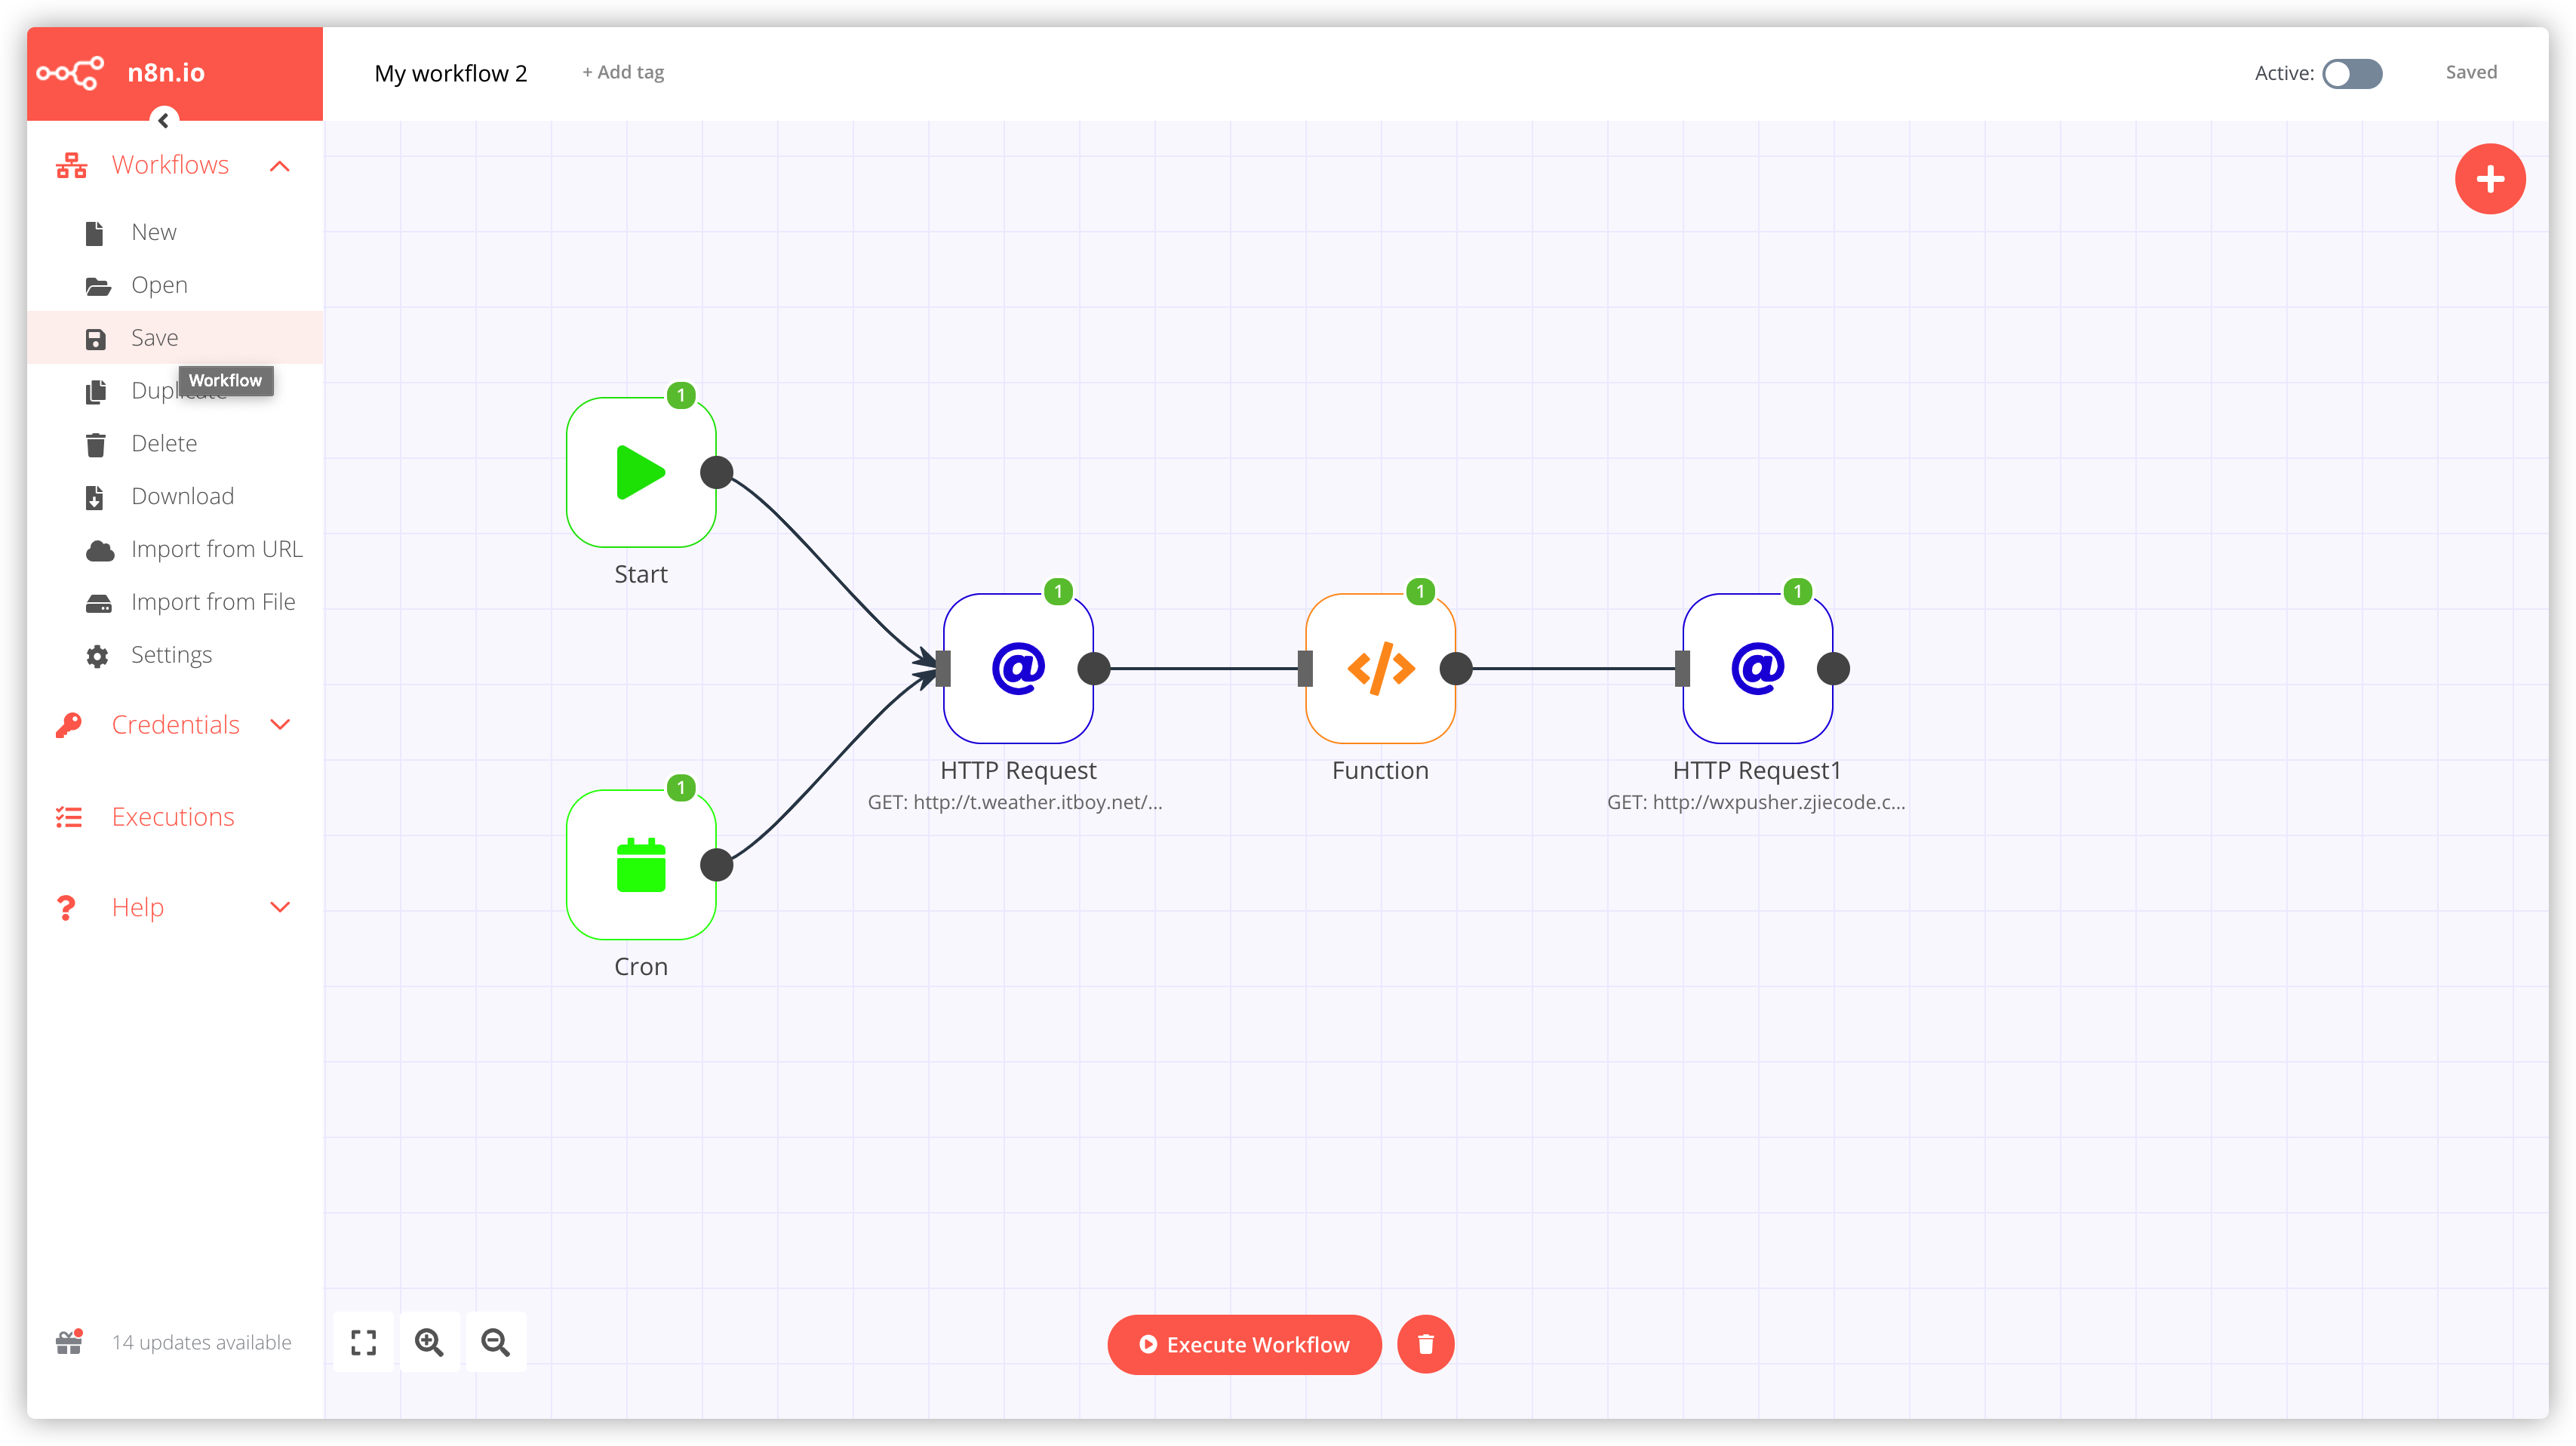 n8n.io
My workflow 2
+ Add tag
Active:
Saved
Workflows
New
Open
Save
Workflow
Duplicate
Delete
Download
Import from URL
Import from File
Settings
Credentials
Executions
Help
14 updates available
1
Start
1
Cron
1
@
HTTP Request
GET: http://t.weather.itboy.net/...
1
</>
Function
1
@
HTTP Request1
GET: http://wxpusher.zjiecode.c...
Execute Workflow